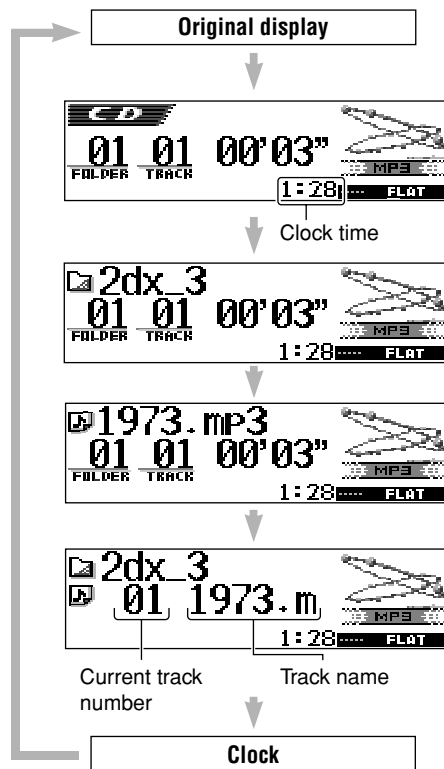 Original display
CD
01 01 00'03”
FOLDER TRACK
MP3
1:28 FLAT
Clock time
2dx_3
01 01 00'03”
FOLDER TRACK
MP3
1:28 FLAT
1973.mp3
01 01 00'03”
FOLDER TRACK
MP3
1:28 FLAT
2dx_3
01 1973.m
MP3
1:28 FLAT
Current track
number
Track name
Clock